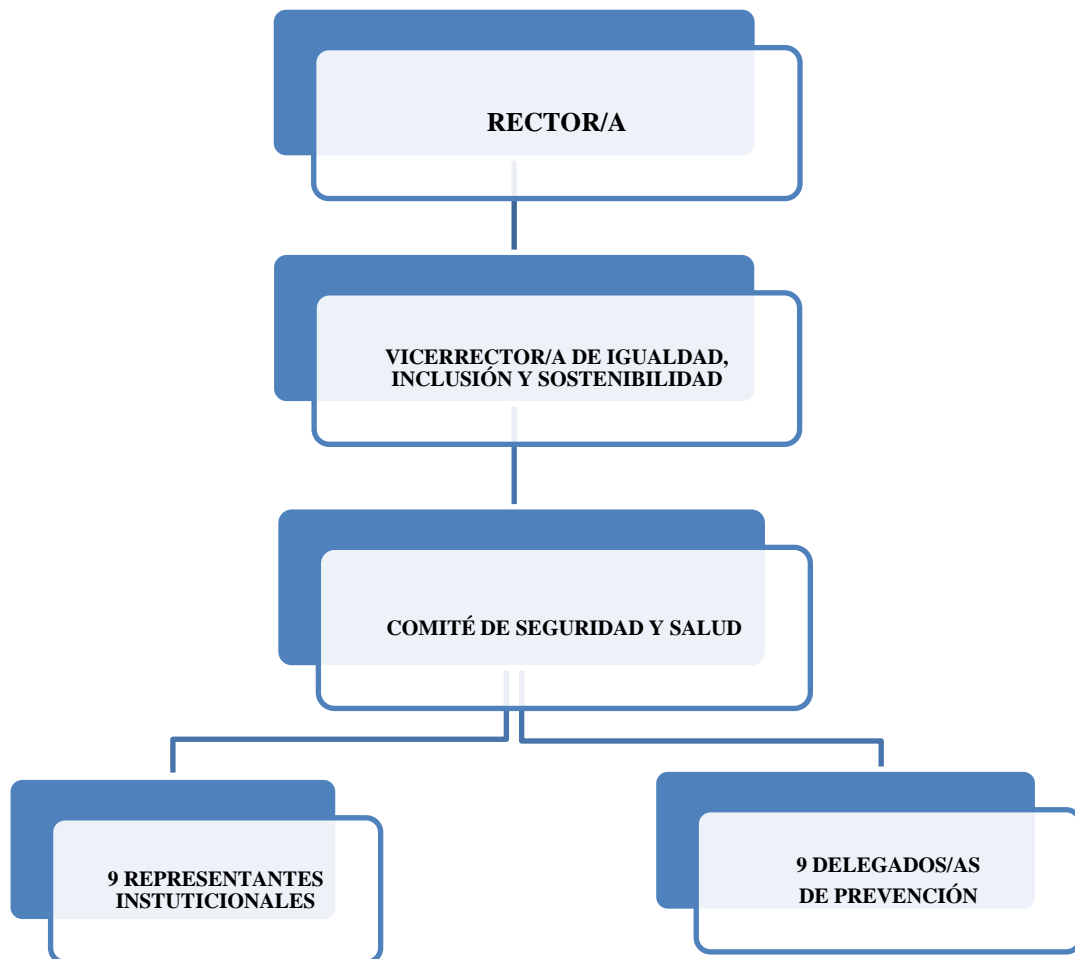 RECTOR/A
VICERRECTOR/A DE IGUALDAD,
INCLUSIÓN Y SOSTENIBILIDAD
COMITÉ DE SEGURIDAD Y SALUD
9 REPRESENTANTES
INSTUTICIONALES
9 DELEGADOS/AS
DE PREVENCIÓN